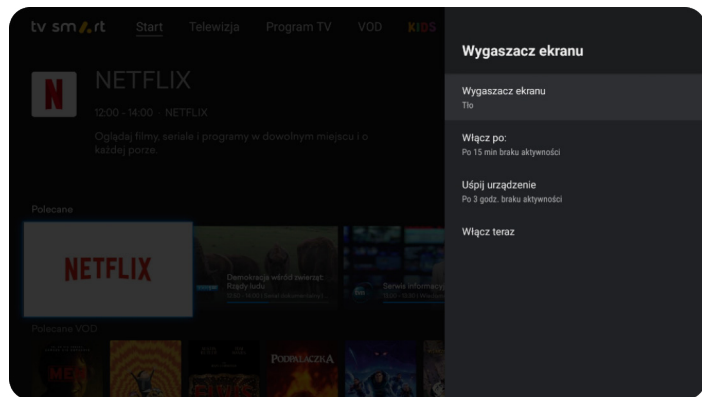 tv smart
Start
Telewizja
Program TV
VOD
KIDS
NETFLIX
12:00 - 14:00 · NETFLIX
Oglądaj filmy, seriale i programy w dowolnym miejscu i o
każdej porze.
Polecane
NETFLIX
Demokracja wśród zwierząt.
Rządy ludu
Serwis informacyj
Polecane VOD
MEN
PODPALACZKA
Wygaszacz ekranu
Wygaszacz ekranu
Tło
Włącz po:
Po 15 min braku aktywności
Uśpij urządzenie
Po 3 godz. braku aktywności
Włącz teraz